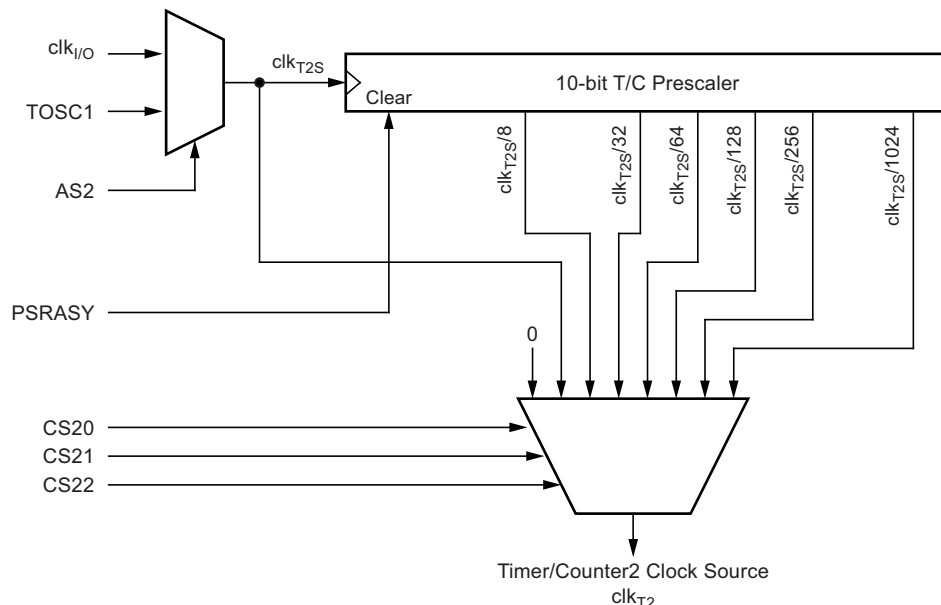 clkI/O
clkT2S
10-bit T/C Prescaler
Clear
TOSC1
AS2
clkT2S/8
clkT2S/32
clkT2S/64
clkT2S/128
clkT2S/256
clkT2S/1024
PSRASY
0
CS20
CS21
CS22
Timer/Counter2 Clock Source
clkT2